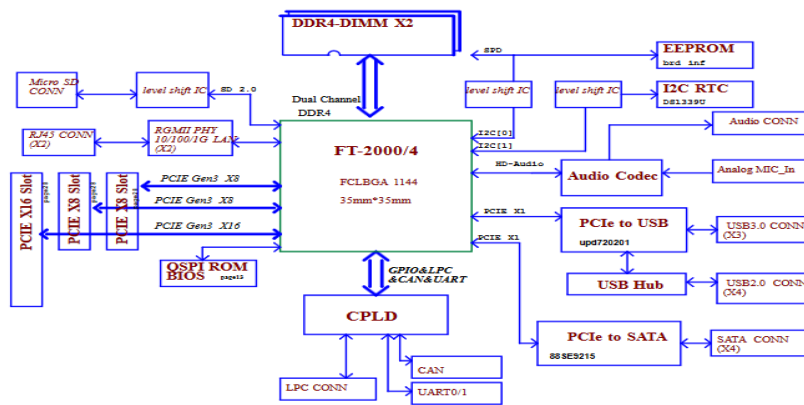 DDR4-DIMM X2
SPD
EEPROM
brd inf
Micro SD
CONN
level shift IC
SD 2.0
level shift IC
level shift IC
I2C RTC
DS1339U
Dual Channel
DDR4
I2C[0]
I2C[1]
Audio CONN
RJ45 CONN
(X2)
RGMII PHY
10/100/1G LAN
(X2)
FT-2000/4
FCLBGA 1144
35mm*35mm
HD-Audio
Audio Codec
Analog MIC_In
PCIE X16 Slot
PCIE X8 Slot
PCIE X8 Slot
PCIE Gen3 X8
PCIE Gen3 X8
PCIE Gen3 X16
PCIE X1
PCIE to USB
upd720201
USB3.0 CONN
(X3)
PCIE X1
QSPI ROM
BIOS
page15
GPIO&LPC
&CAN&UART
USB Hub
USB2.0 CONN
(X4)
CPLD
PCIe to SATA
88SE9215
SATA CONN
(X4)
CAN
LPC CONN
UART0/1